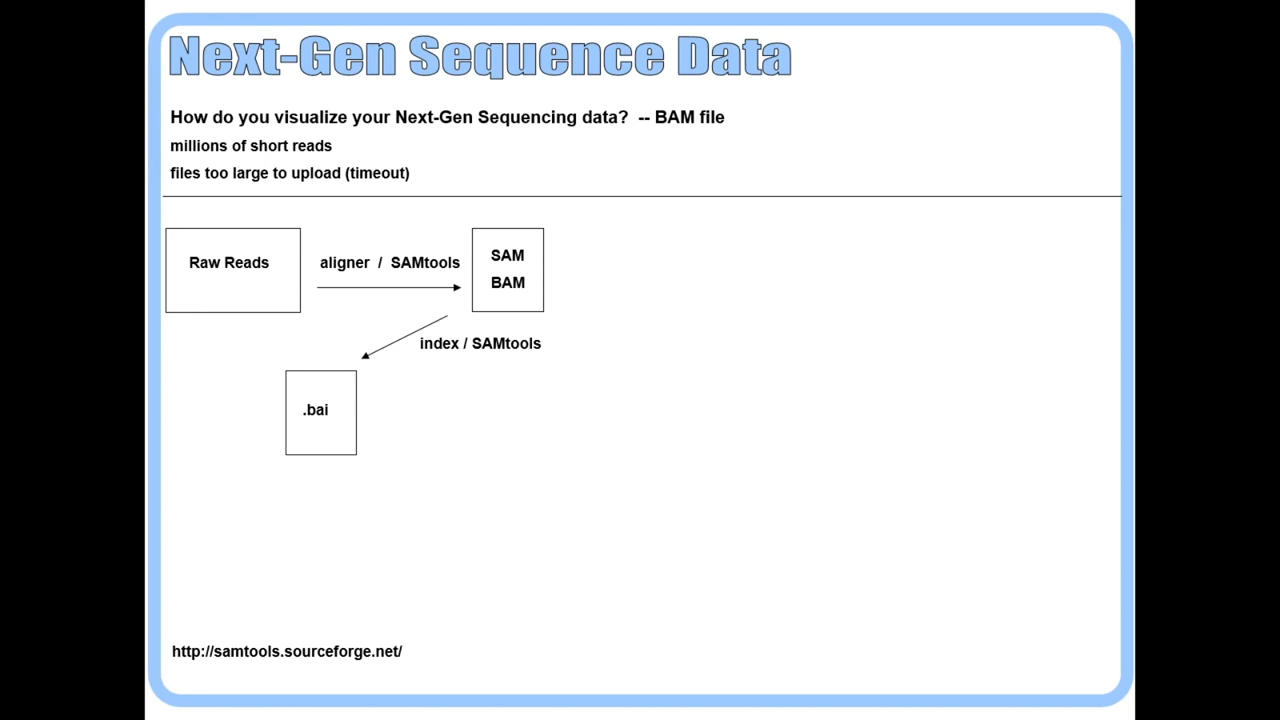 Next-Gen Sequence Data
How do you visualize your Next-Gen Sequencing data?  -- BAM file
millions of short reads
files too large to upload (timeout)
Raw Reads
aligner  /  SAMtools
SAM
BAM
index / SAMtools
.bai
http://samtools.sourceforge.net/